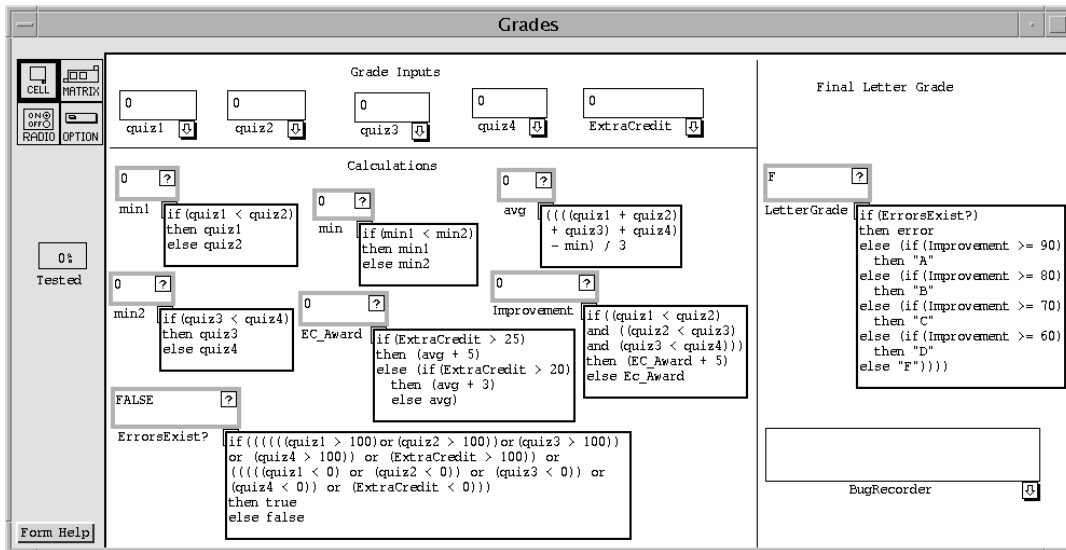 Grades
CELL
MATRIX
ON
OFF
RADIO
OPTION
Grade Inputs
0
quiz1
0
quiz2
0
quiz3
0
quiz4
0
ExtraCredit
Final Letter Grade
Calculations
0 ?
min1
if(quiz1 < quiz2)
then quiz1
else quiz2
0 ?
min
if(min1 < min2)
then min1
else min2
0 ?
avg
((((quiz1 + quiz2)
+ quiz3) + quiz4)
- min) / 3
F ?
LetterGrade
if(ErrorsExist?)
then error
else (if(Improvement >= 90)
then "A"
else (if(Improvement >= 80)
then "B"
else (if(Improvement >= 70)
then "C"
else (if(Improvement >= 60)
then "D"
else "F"))))
0%
Tested
0 ?
min2
if(quiz3 < quiz4)
then quiz3
else quiz4
0 ?
EC_Award
if(ExtraCredit > 25)
then (avg + 5)
else (if(ExtraCredit > 20)
then (avg + 3)
else avg)
0 ?
Improvement
if((quiz1 < quiz2)
and ((quiz2 < quiz3)
and (quiz3 < quiz4)))
then (EC_Award + 5)
else Ec_Award
FALSE ?
ErrorsExist?
if((((((quiz1 > 100)or(quiz2 > 100))or(quiz3 > 100))
or (quiz4 > 100)) or (ExtraCredit > 100)) or
(((((quiz1 < 0) or (quiz2 < 0)) or (quiz3 < 0)) or
(quiz4 < 0)) or (ExtraCredit < 0)))
then true
else false
BugRecorder
Form Help